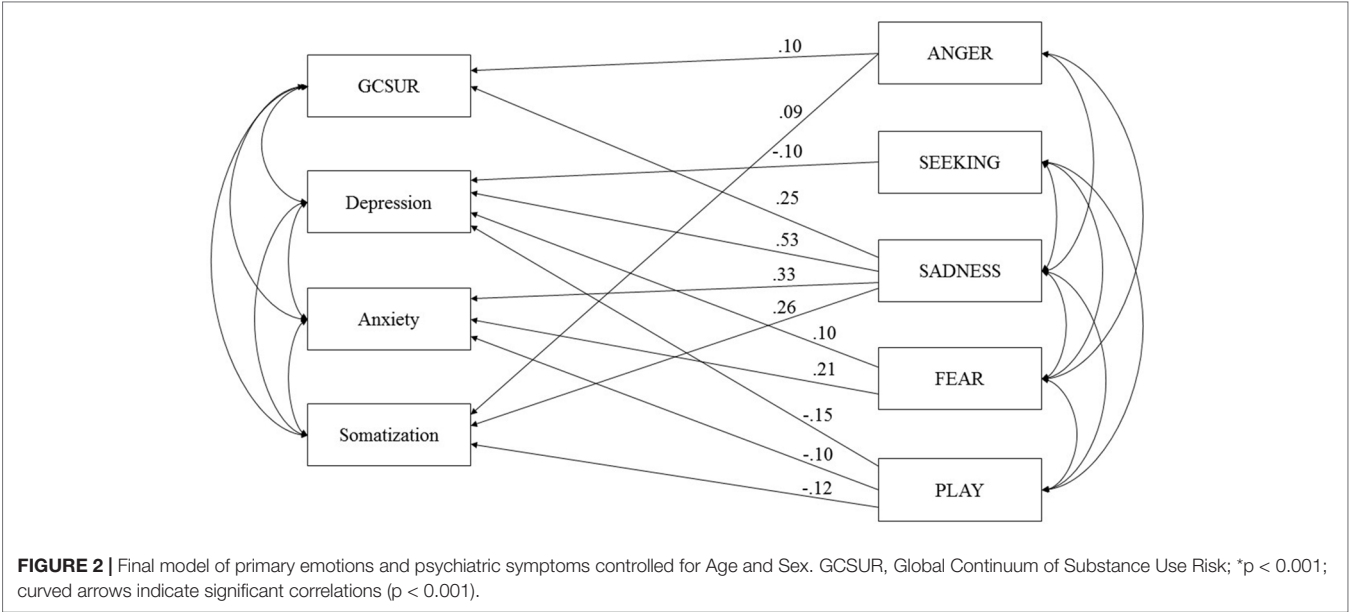 ANGER
.10
GCSUR
.09
-.10
SEEKING
Depression
.25
.53
SADNESS
.33
Anxiety
.26
.10
FEAR
.21
-.15
Somatization
-.10
-.12
PLAY
FIGURE 2 | Final model of primary emotions and psychiatric symptoms controlled for Age and Sex. GCSUR, Global Continuum of Substance Use Risk; *p < 0.001;
curved arrows indicate significant correlations (p < 0.001).